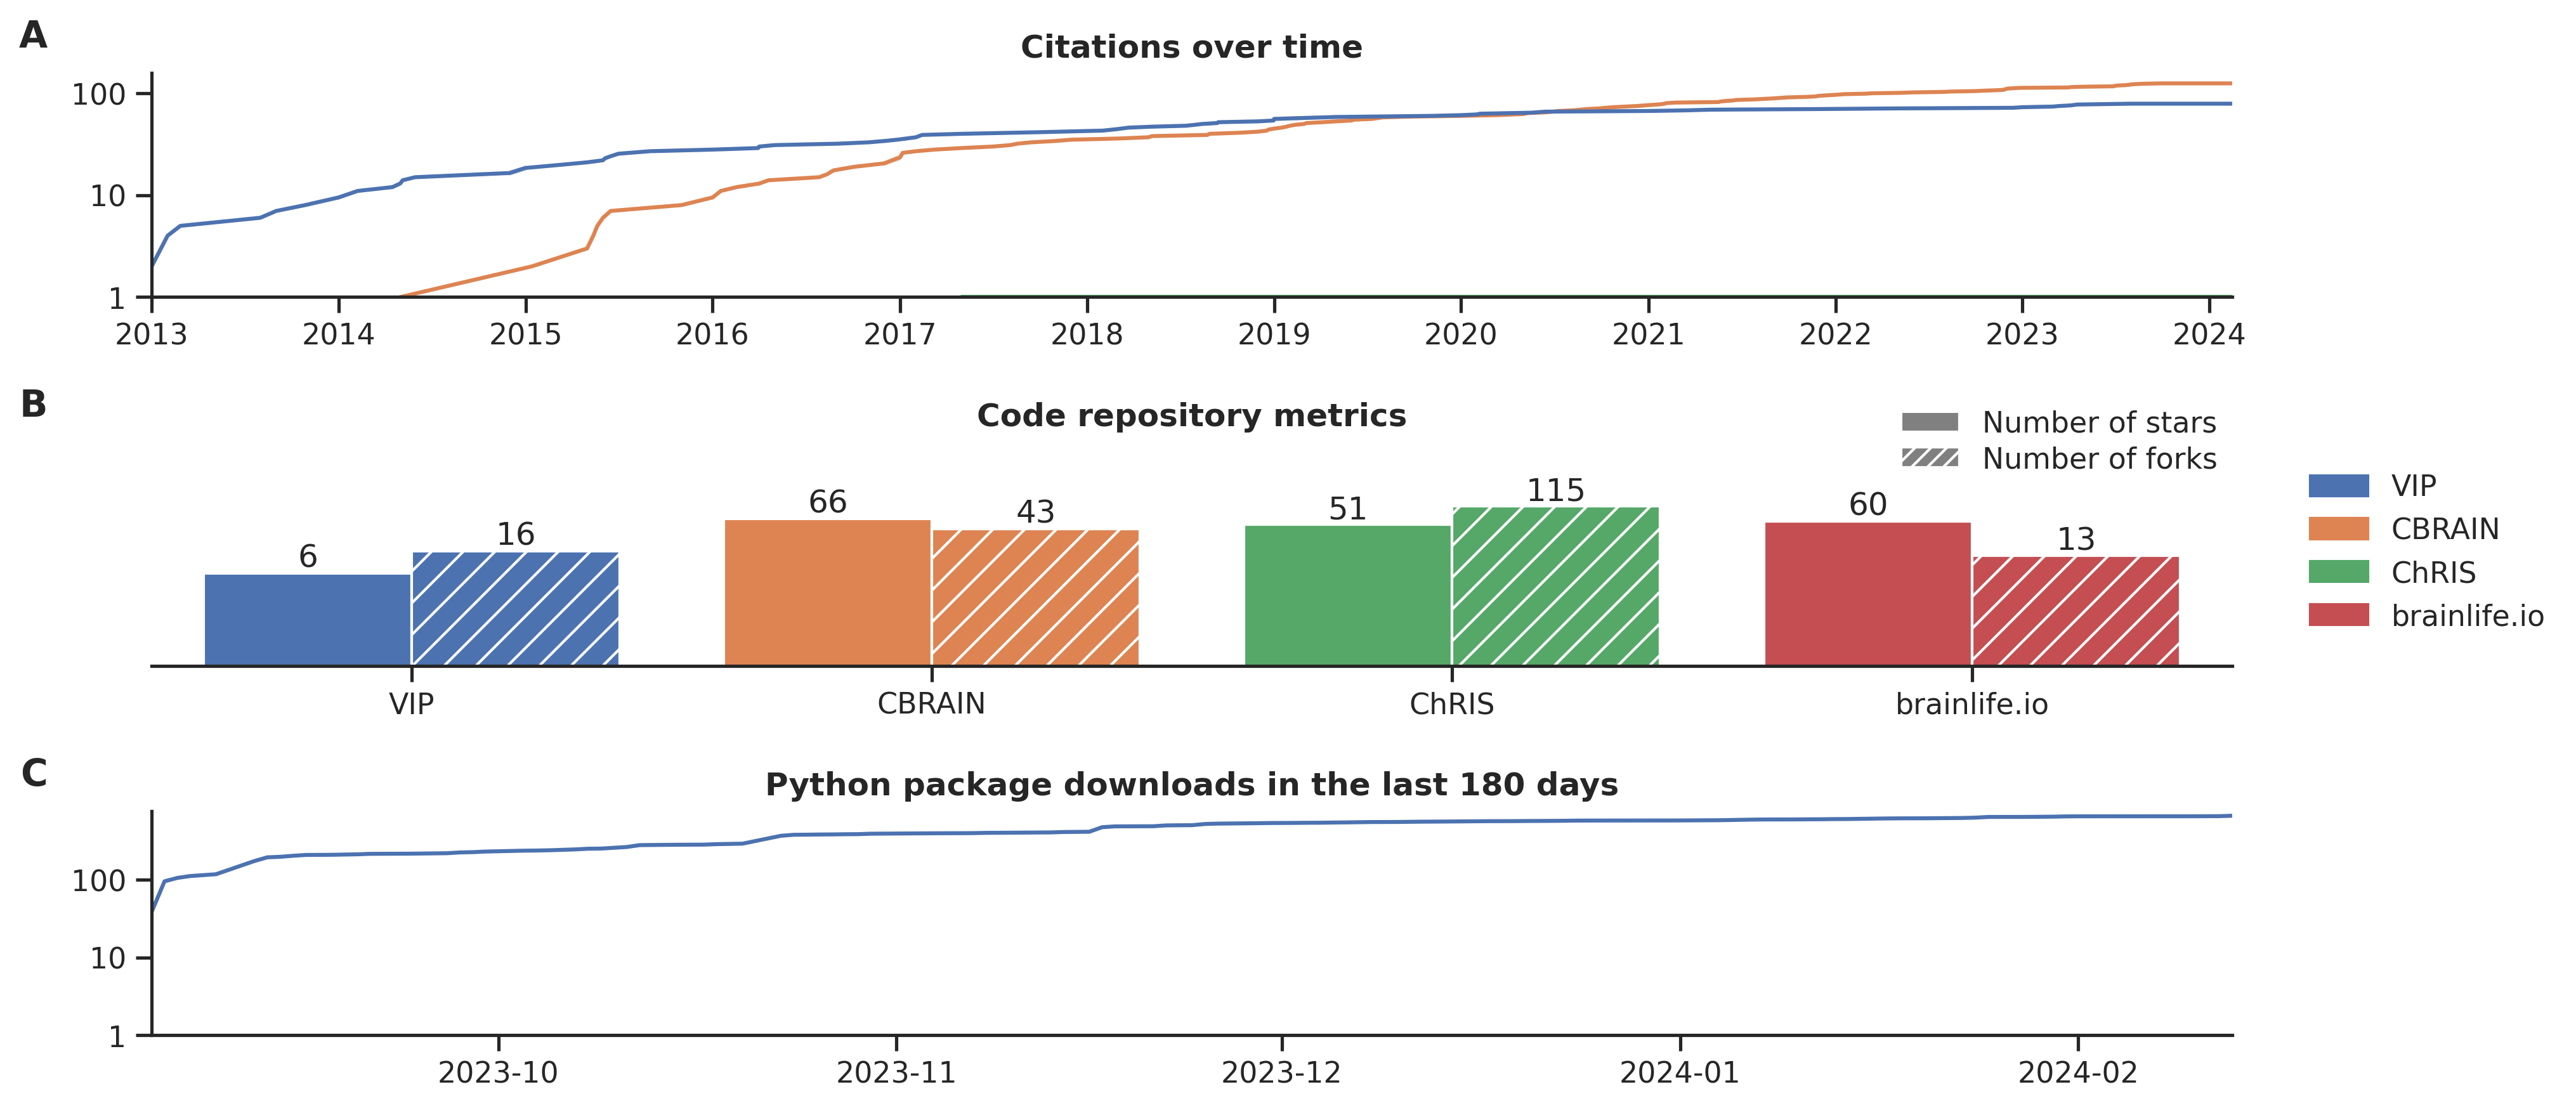 A
Citations over time
100
10
1
2013 2014 2015 2016 2017 2018 2019 2020 2021 2022 2023 2024
B
Code repository metrics
Number of stars
Number of forks
6 16 66 43 51 115 60 13
VIP CBRAIN ChRIS brainlife.io
VIP
CBRAIN
ChRIS
brainlife.io
C
Python package downloads in the last 180 days
100
10
1
2023-10 2023-11 2023-12 2024-01 2024-02